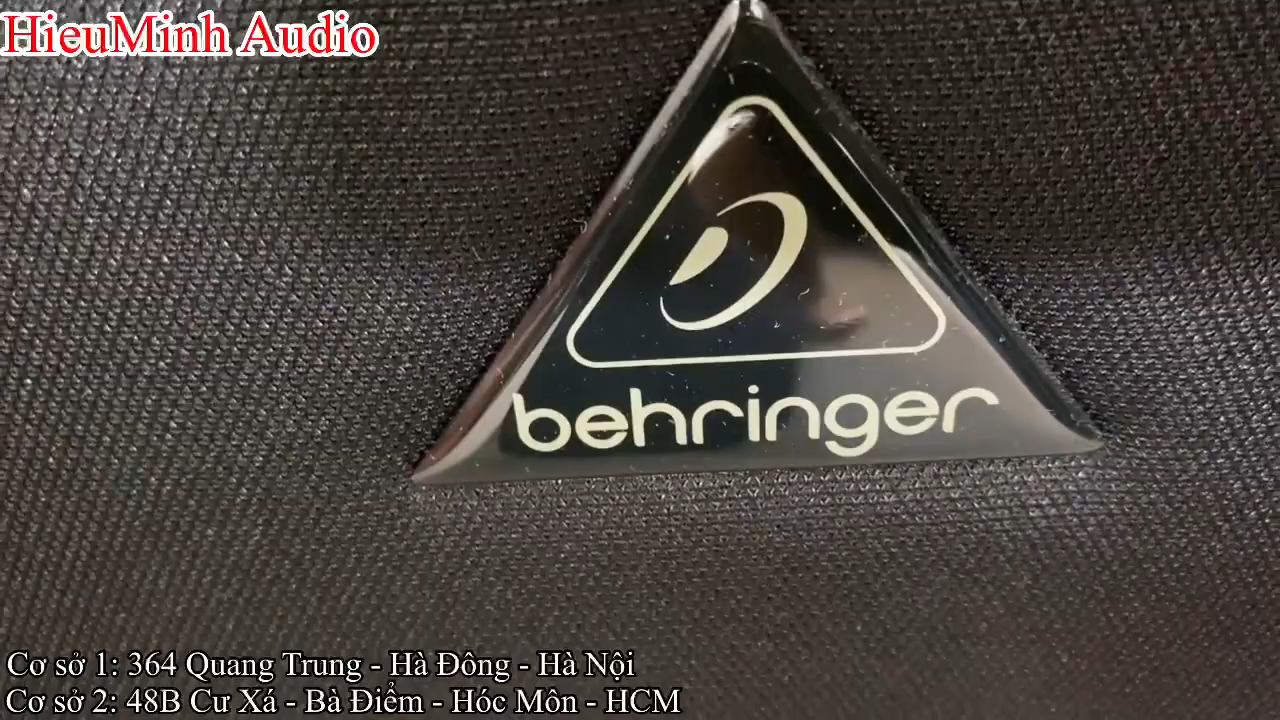 HieuMinh Audio
behringer
Cơ sở 1: 364 Quang Trung - Hà Đông - Hà Nội
Cơ sở 2: 48B Cư Xá - Bà Điểm - Hóc Môn - HCM